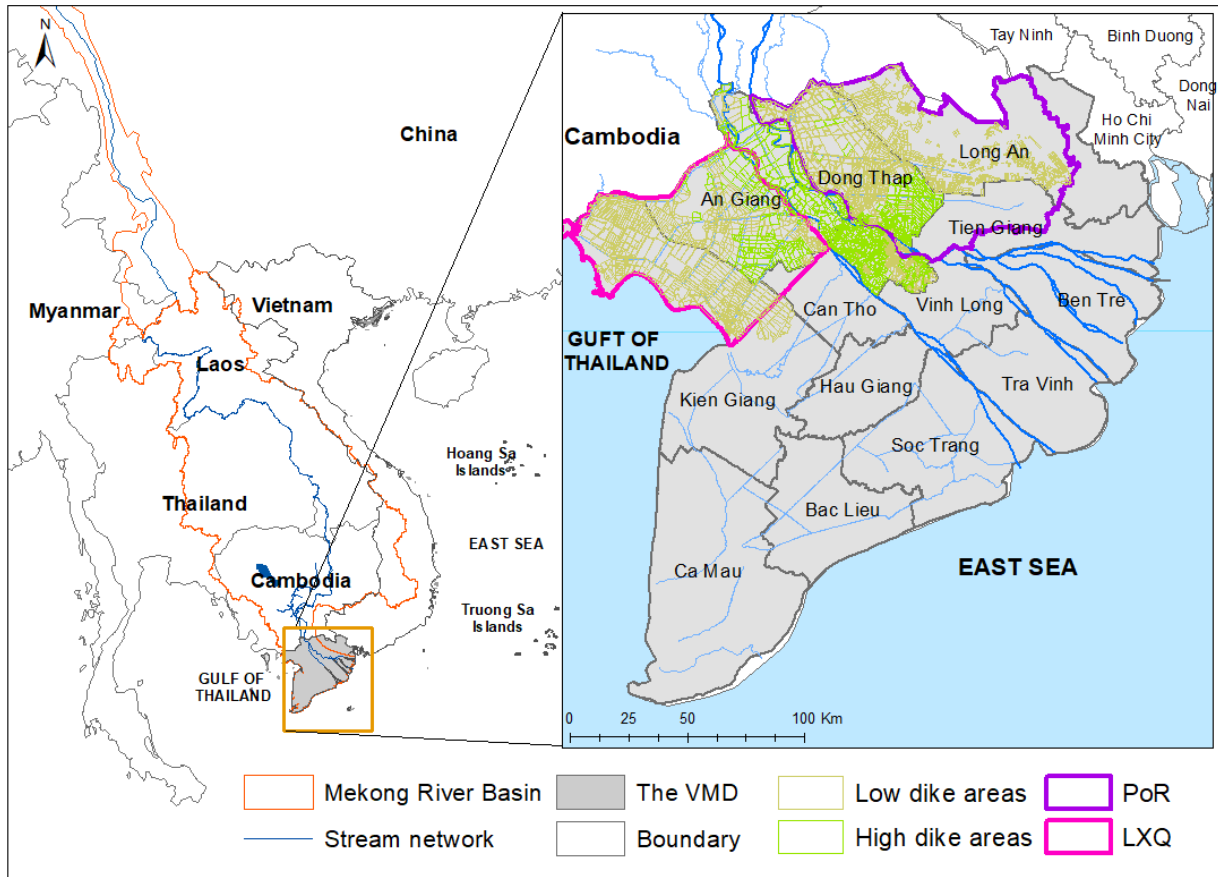 N
China
Myanmar
Vietnam
Laos
Hoang Sa
Islands
Thailand
EAST SEA
Cambodia
Truong Sa
Islands
GULF OF
THAILAND
Tay Ninh
Binh Duong
Dong
Nai
Ho Chi
Minh City
Cambodia
Long An
Dong Thap
An Giang
Tien Giang
Ben Tre
Vinh Long
Can Tho
GUFT OF
THAILAND
Tra Vinh
Hau Giang
Kien Giang
Soc Trang
Bac Lieu
Ca Mau
EAST SEA
0 25 50 100 Km
Mekong River Basin
The VMD
Low dike areas
PoR
Stream network
Boundary
High dike areas
LXQ